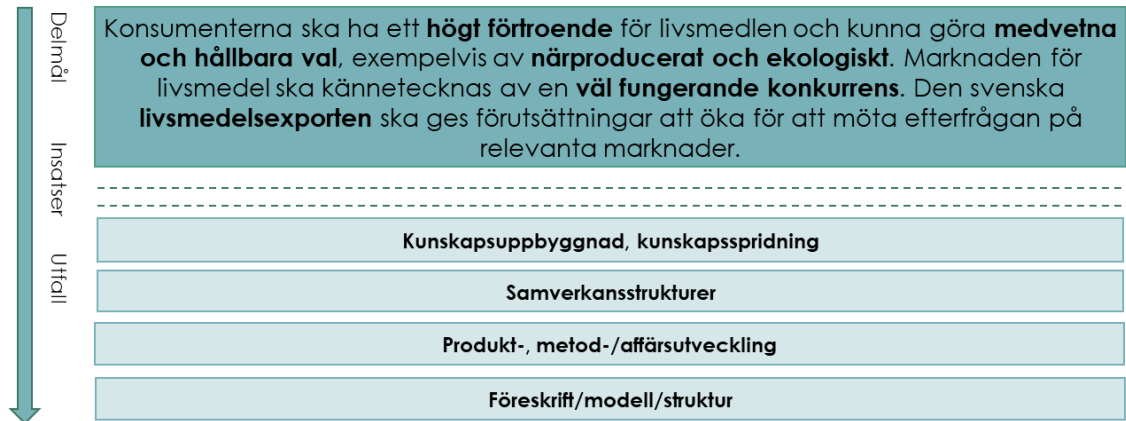 Delmål
Insatser
Utfall
Konsumenterna ska ha ett högt förtroende för livsmedlen och kunna göra medvetna
och hållbara val, exempelvis av närproducerat och ekologiskt. Marknaden för
livsmedel ska kännetecknas av en väl fungerande konkurrens. Den svenska
livsmedelsexporten ska ges förutsättningar att öka för att möta efterfrågan på
relevanta marknader.
Kunskapsuppbyggnad, kunskapsspridning
Samverkansstrukturer
Produkt-, metod-/affärsutveckling
Föreskrift/modell/struktur